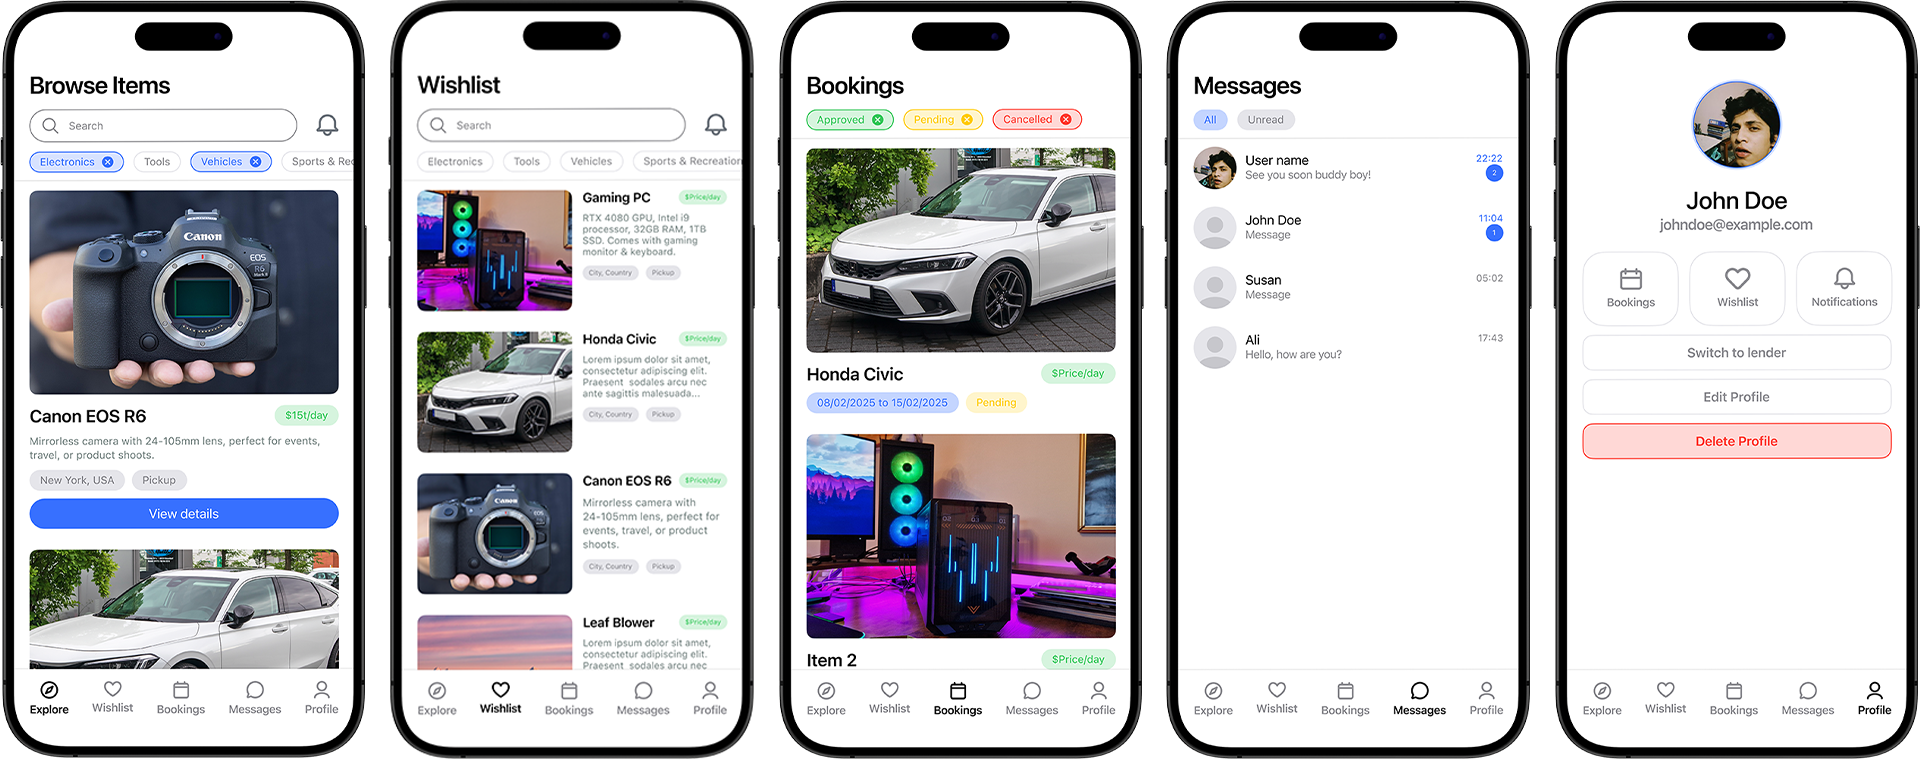 Browse Items
Search
Electronics
Tools
Vehicles
Sports & Rec
Canon
EOS
R6
Canon EOS R6
$15t/day
Mirrorless camera with 24-105mm lens, perfect for events,
travel, or product shoots.
New York, USA
Pickup
View details
Explore
Wishlist
Bookings
Messages
Profile
Wishlist
Search
Electronics
Tools
Vehicles
Sports & Recreation
Gaming PC
$Price/day
RTX 4080 GPU, Intel i9
processor, 32GB RAM, 1TB
SSD. Comes with gaming
monitor & keyboard.
City, Country
Pickup
Honda Civic
$Price/day
Lorem ipsum dolor sit amet,
consectetur adipiscing elit.
Praesent sodales arcu nec
ante sagittis malesuada...
City, Country
Pickup
Canon
EOS
Canon EOS R6
$Price/day
Mirrorless camera with
24-105mm lens, perfect for
events, travel, or product
shoots.
City, Country
Pickup
Leaf Blower
$Price/day
Lorem ipsum dolor sit amet,
consectetur adipiscing elit.
Praesent sodales arcu nec
Explore
Wishlist
Bookings
Messages
Profile
Bookings
Approved
Pending
Cancelled
Honda Civic
$Price/day
08/02/2025 to 15/02/2025
Pending
Item 2
$Price/day
Explore
Wishlist
Bookings
Messages
Profile
Messages
All
Unread
User name
22:22
See you soon buddy boy!
2
John Doe
11:04
Message
1
Susan
05:02
Message
Ali
17:43
Hello, how are you?
Explore
Wishlist
Bookings
Messages
Profile
John Doe
johndoe@example.com
Bookings
Wishlist
Notifications
Switch to lender
Edit Profile
Delete Profile
Explore
Wishlist
Bookings
Messages
Profile